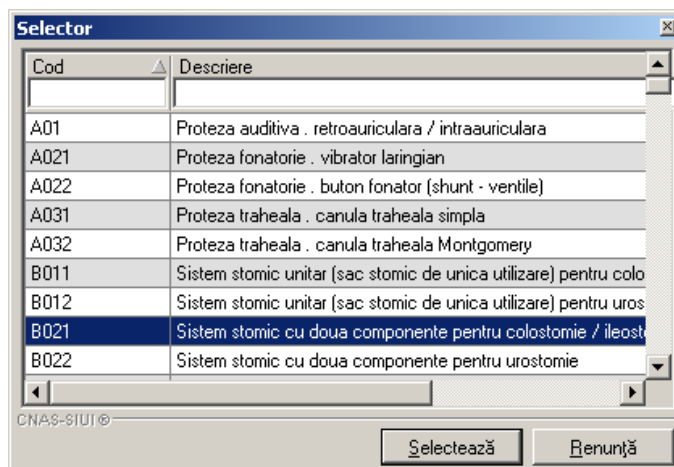 Selector
Cod Descriere
A01 Proteza auditiva . retroauriculara / intraauriculara
A021 Proteza fonatorie . vibrator laringian
A022 Proteza fonatorie . buton fonator (shunt - ventile)
A031 Proteza traheala . canula traheala simpla
A032 Proteza traheala . canula traheala Montgomery
B011 Sistem stomic unitar (sac stomic de unica utilizare) pentru colo
B012 Sistem stomic unitar (sac stomic de unica utilizare) pentru uros
B021 Sistem stomic cu doua componente pentru colostomie / ileost
B022 Sistem stomic cu doua componente pentru urostomie
CNAS-SIUI ®
Selectează Renunță